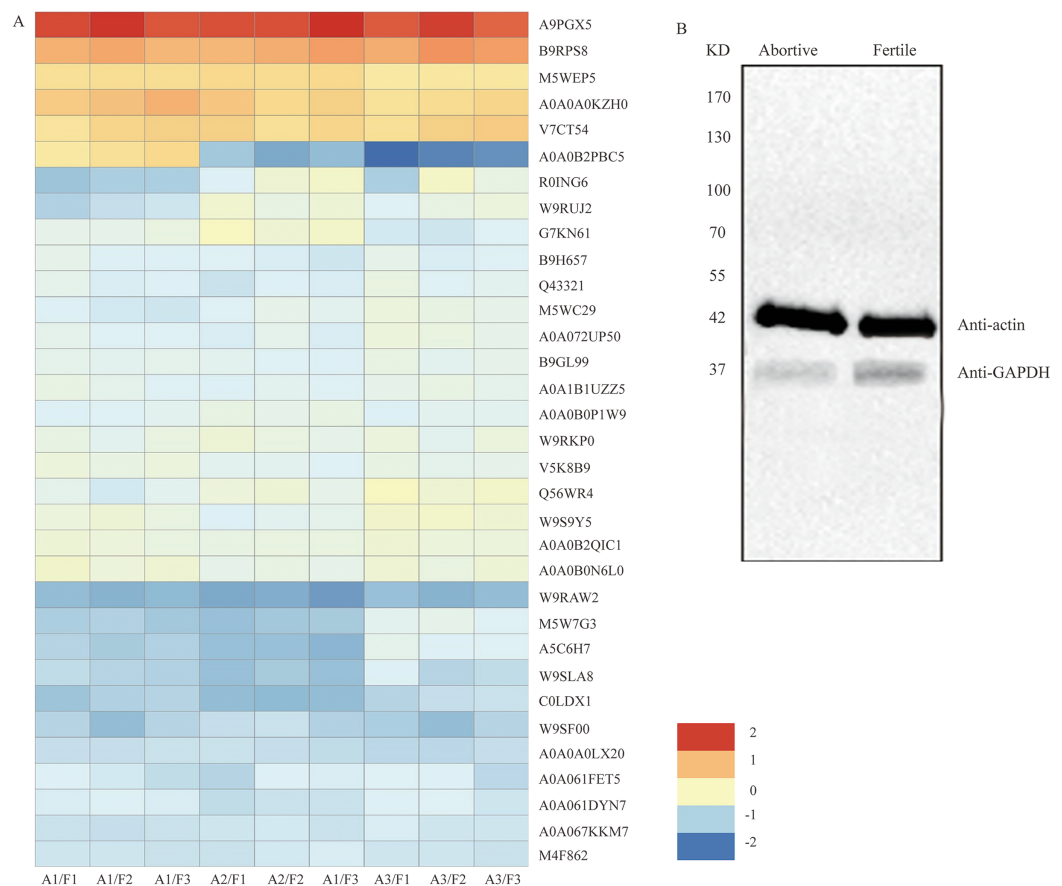 A
A9PGX5
B9RPS8
M5WEP5
A0A0A0KZH0
V7CT54
A0A0B2PBC5
R0ING6
W9RUJ2
G7KN61
B9H657
Q43321
M5WC29
A0A072UP50
B9GL99
A0A1B1UZZ5
A0A0B0P1W9
W9RKP0
V5K8B9
Q56WR4
W9S9Y5
A0A0B2QIC1
A0A0B0N6L0
W9RAW2
M5W7G3
A5C6H7
W9SLA8
C0LDX1
W9SF00
A0A0A0LX20
A0A061FET5
A0A061DYN7
A0A067KKM7
M4F862
A1/F1 A1/F2 A1/F3 A2/F1 A2/F2 A1/F3 A3/F1 A3/F2 A3/F3
B
KD Abortive Fertile
170
130
100
70
55
42
37
Anti-actin
Anti-GAPDH
2
1
0
-1
-2